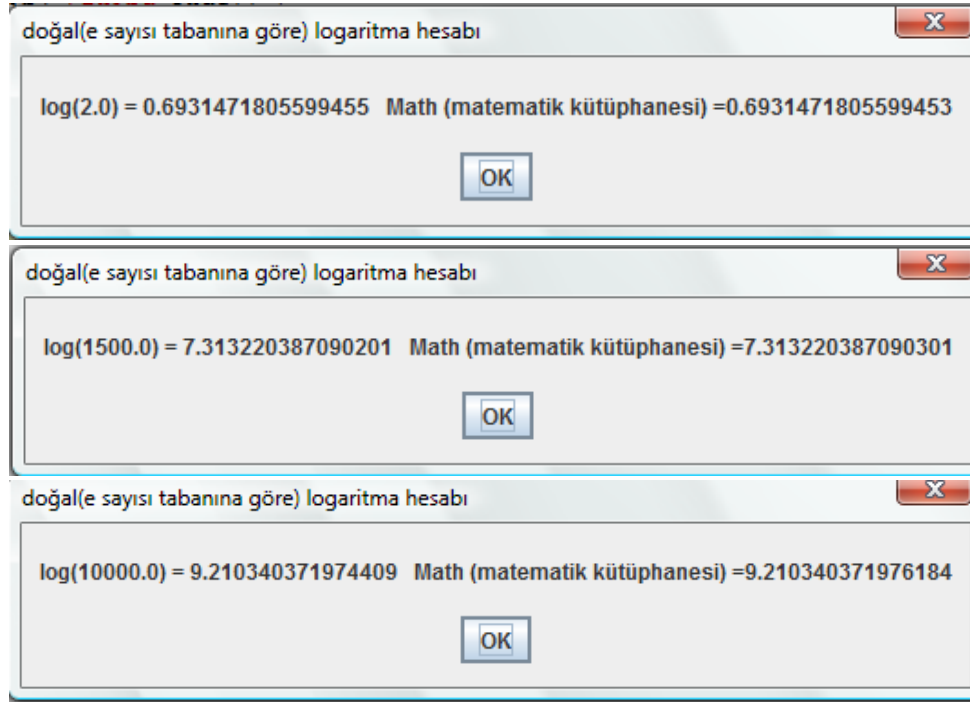 doğal(e sayısı tabanına göre) logaritma hesabı
log(2.0) = 0.6931471805599455 Math (matematik kütüphanesi) =0.6931471805599453
OK
doğal(e sayısı tabanına göre) logaritma hesabı
log(1500.0) = 7.313220387090201 Math (matematik kütüphanesi) =7.313220387090301
OK
doğal(e sayısı tabanına göre) logaritma hesabı
log(10000.0) = 9.210340371974409 Math (matematik kütüphanesi) =9.210340371976184
OK